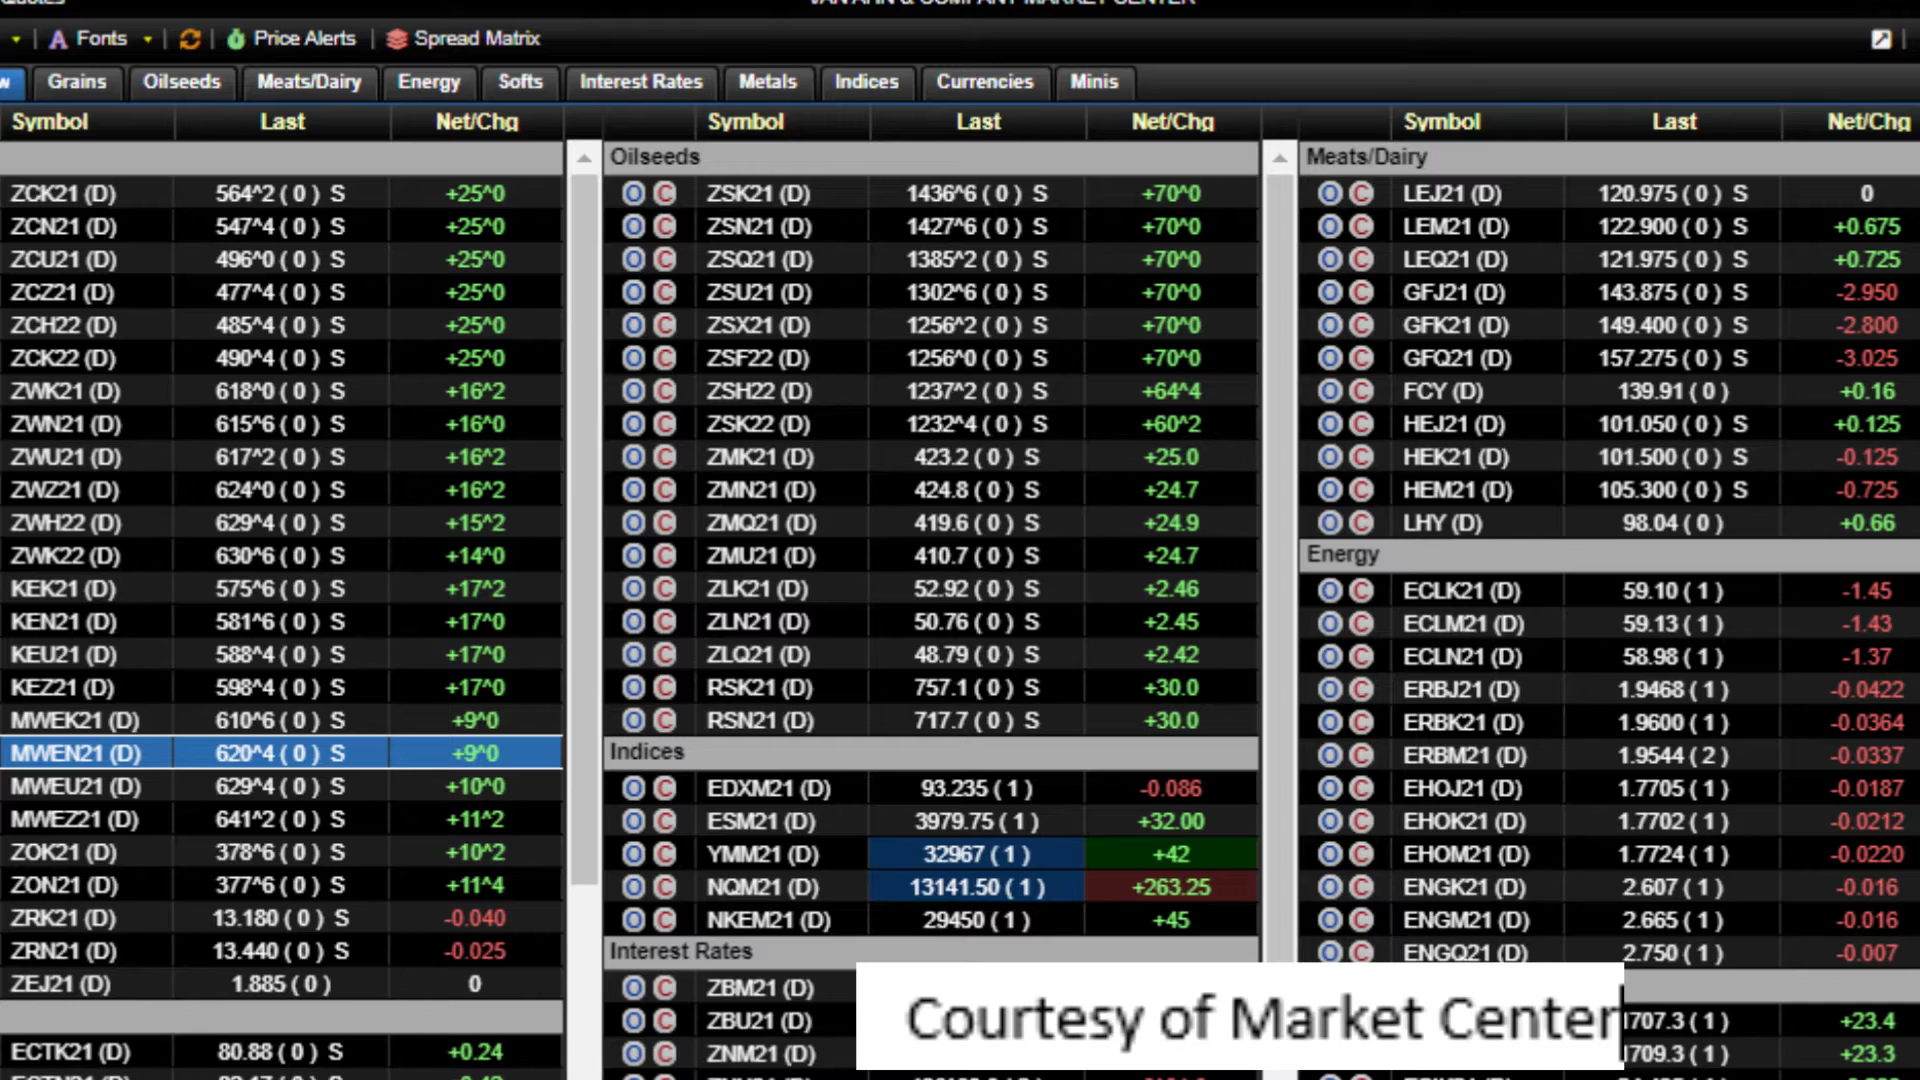 Quotes
VAN AHN & COMPANY MARKET CENTER
Fonts Price Alerts Spread Matrix
w Grains Oilseeds Meats/Dairy Energy Softs Interest Rates Metals Indices Currencies Minis
Symbol Last Net/Chg Symbol Last Net/Chg Symbol Last Net/Chg
Oilseeds Meats/Dairy
ZCK21 (D) 564^2 ( 0 ) S +25^0 O C ZSK21 (D) 1436^6 ( 0 ) S +70^0 O C LEJ21 (D) 120.975 ( 0 ) S 0
ZCN21 (D) 547^4 ( 0 ) S +25^0 O C ZSN21 (D) 1427^6 ( 0 ) S +70^0 O C LEM21 (D) 122.900 ( 0 ) S +0.675
ZCU21 (D) 496^0 ( 0 ) S +25^0 O C ZSQ21 (D) 1385^2 ( 0 ) S +70^0 O C LEQ21 (D) 121.975 ( 0 ) S +0.725
ZCZ21 (D) 477^4 ( 0 ) S +25^0 O C ZSU21 (D) 1302^6 ( 0 ) S +70^0 O C GFJ21 (D) 143.875 ( 0 ) S -2.950
ZCH22 (D) 485^4 ( 0 ) S +25^0 O C ZSX21 (D) 1256^2 ( 0 ) S +70^0 O C GFK21 (D) 149.400 ( 0 ) S -2.800
ZCK22 (D) 490^4 ( 0 ) S +25^0 O C ZSF22 (D) 1256^0 ( 0 ) S +70^0 O C GFQ21 (D) 157.275 ( 0 ) S -3.025
ZWK21 (D) 618^0 ( 0 ) S +16^2 O C ZSH22 (D) 1237^2 ( 0 ) S +64^4 O C FCY (D) 139.91 ( 0 ) +0.16
ZWN21 (D) 615^6 ( 0 ) S +16^0 O C ZSK22 (D) 1232^4 ( 0 ) S +60^2 O C HEJ21 (D) 101.050 ( 0 ) S +0.125
ZWU21 (D) 617^2 ( 0 ) S +16^2 O C ZMK21 (D) 423.2 ( 0 ) S +25.0 O C HEK21 (D) 101.500 ( 0 ) S -0.125
ZWZ21 (D) 624^0 ( 0 ) S +16^2 O C ZMN21 (D) 424.8 ( 0 ) S +24.7 O C HEM21 (D) 105.300 ( 0 ) S -0.725
ZWH22 (D) 629^4 ( 0 ) S +15^2 O C ZMQ21 (D) 419.6 ( 0 ) S +24.9 O C LHY (D) 98.04 ( 0 ) +0.66
ZWK22 (D) 630^6 ( 0 ) S +14^0 O C ZMU21 (D) 410.7 ( 0 ) S +24.7 Energy
KEK21 (D) 575^6 ( 0 ) S +17^2 O C ZLK21 (D) 52.92 ( 0 ) S +2.46 O C ECLK21 (D) 59.10 ( 1 ) -1.45
KEN21 (D) 581^6 ( 0 ) S +17^0 O C ZLN21 (D) 50.76 ( 0 ) S +2.45 O C ECLM21 (D) 59.13 ( 1 ) -1.43
KEU21 (D) 588^4 ( 0 ) S +17^0 O C ZLQ21 (D) 48.79 ( 0 ) S +2.42 O C ECLN21 (D) 58.98 ( 1 ) -1.37
KEZ21 (D) 598^4 ( 0 ) S +17^0 O C RSK21 (D) 757.1 ( 0 ) S +30.0 O C ERBJ21 (D) 1.9468 ( 1 ) -0.0422
MWEK21 (D) 610^6 ( 0 ) S +9^0 O C RSN21 (D) 717.7 ( 0 ) S +30.0 O C ERBK21 (D) 1.9600 ( 1 ) -0.0364
MWEN21 (D) 620^4 ( 0 ) S +9^0 Indices O C ERBM21 (D) 1.9544 ( 2 ) -0.0337
MWEU21 (D) 629^4 ( 0 ) S +10^0 O C EDXM21 (D) 93.235 ( 1 ) -0.086 O C EHOJ21 (D) 1.7705 ( 1 ) -0.0187
MWEZ21 (D) 641^2 ( 0 ) S +11^2 O C ESM21 (D) 3979.75 ( 1 ) +32.00 O C EHOK21 (D) 1.7702 ( 1 ) -0.0212
ZOK21 (D) 378^6 ( 0 ) S +10^2 O C YMM21 (D) 32967 ( 1 ) +42 O C EHOM21 (D) 1.7724 ( 1 ) -0.0220
ZON21 (D) 377^6 ( 0 ) S +11^4 O C NQM21 (D) 13141.50 ( 1 ) +263.25 O C ENGK21 (D) 2.607 ( 1 ) -0.016
ZRK21 (D) 13.180 ( 0 ) S -0.040 O C NKEM21 (D) 29450 ( 1 ) +45 O C ENGM21 (D) 2.665 ( 1 ) -0.016
ZRN21 (D) 13.440 ( 0 ) S -0.025 Interest Rates O C ENGQ21 (D) 2.750 ( 1 ) -0.007
ZEJ21 (D) 1.885 ( 0 ) 0 O C ZBM21 (D)
O C ZBU21 (D) Courtesy of Market Center 1707.3 ( 1 ) +23.4
ECTK21 (D) 80.88 ( 0 ) S +0.24 O C ZNM21 (D) 1709.3 ( 1 ) +23.3